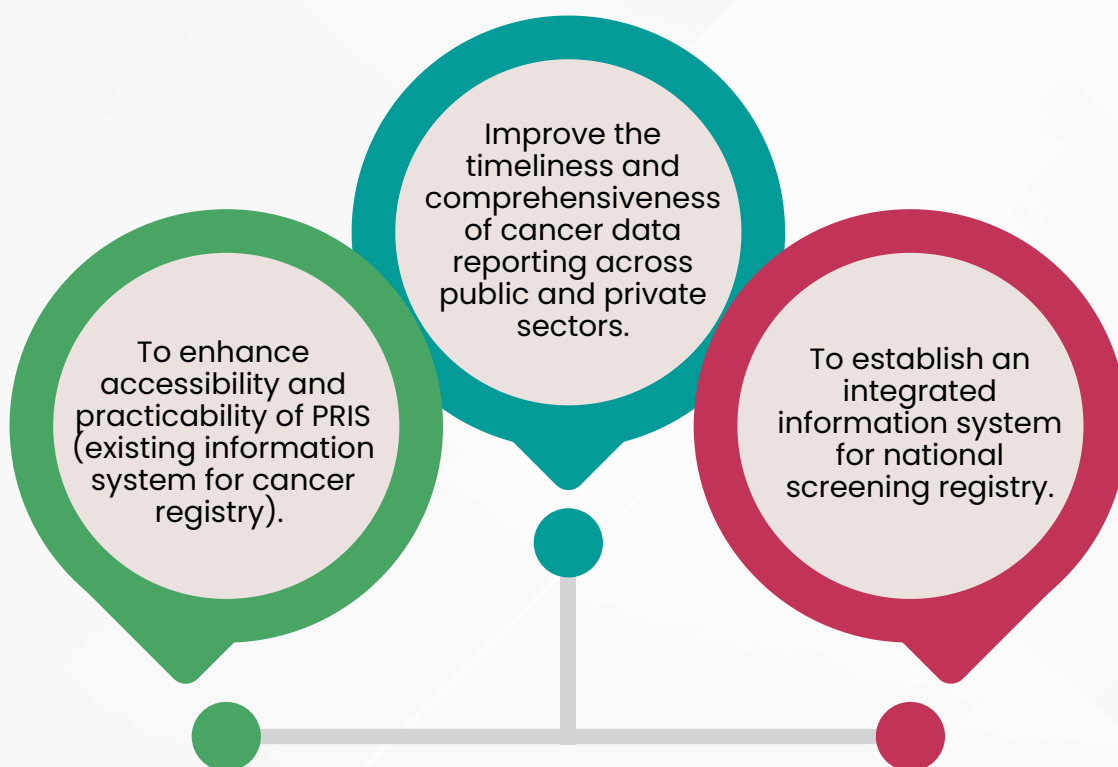 To enhance
accessibility and
practicability of PRIS
(existing information
system for cancer
registry).
Improve the
timeliness and
comprehensiveness
of cancer data
reporting across
public and private
sectors.
To establish an
integrated
information system
for national
screening registry.